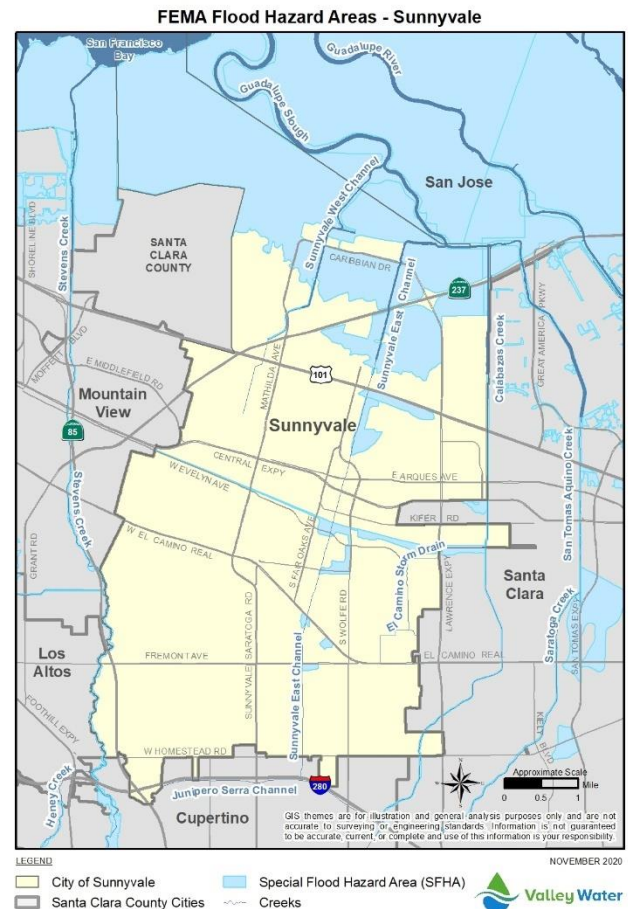 FEMA Flood Hazard Areas - Sunnyvale
San Francisco
Bay
Guadalupe River
Guadalupe Slough
Sunnyvale West Channel
San Jose
SHORELINE BLVD
Stevens Creek
SANTA
CLARA
COUNTY
CARIBBIAN DR
237
Sunnyvale East Channel
Calabazas Creek
GREAT AMERICA PKWY
MOFFETT BLVD
E MIDDLEFIELD RD
MATHILDA AVE
101
Mountain
View
85
Sunnyvale
CENTRAL EXPY
W EVELYN AVE
E ARQUES AVE
San Tomas Aquino Creek
Stevens Creek
GRANT RD
W EL CAMINO REAL
S FAIR OAKS AVE
KIFER RD
El Camino Storm Drain
LAWRENCE EXPY
Santa
Clara
SUNNYVALE SARATOGA RD
S WOLFE RD
Saratoga Creek
SAN TOMAS EXPY
Los
Altos
FREMONT AVE
EL CAMINO REAL
Sunnyvale East Channel
FOOTHILL EXPY
W HOMESTEAD RD
KIELY BLVD
Heney Creek
Junipero Serra Channel
280
Cupertino
N
Approximate Scale
Mile
0 0.5 1
GIS themes are for illustration and general analysis purposes only and are not
accurate to surveying or engineering standards. Information is not guaranteed
to be accurate, current, or complete and use of this information is your responsibility.
LEGEND
NOVEMBER 2020
City of Sunnyvale
Special Flood Hazard Area (SFHA)
Santa Clara County Cities
Creeks
Valley Water